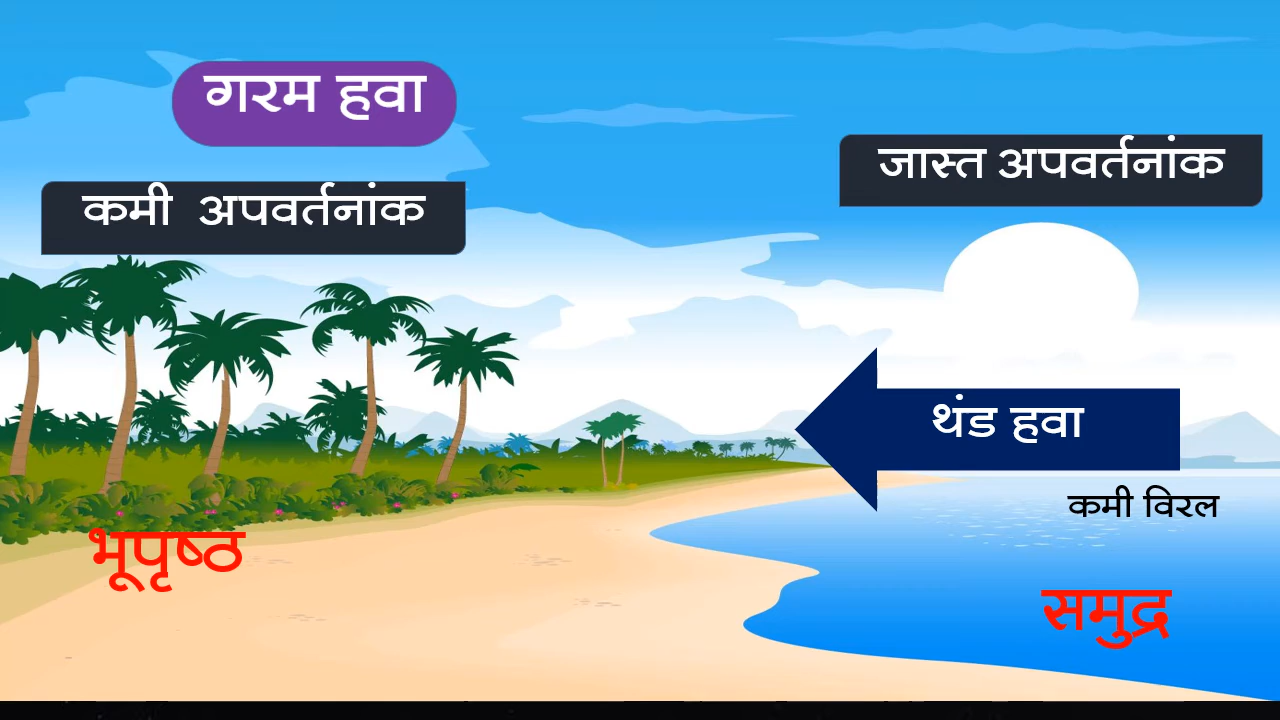 गरम हवा
जास्त अपवर्तनांक
कमी अपवर्तनांक
थंड हवा
कमी विरल
भूपृष्ठ
समुद्र